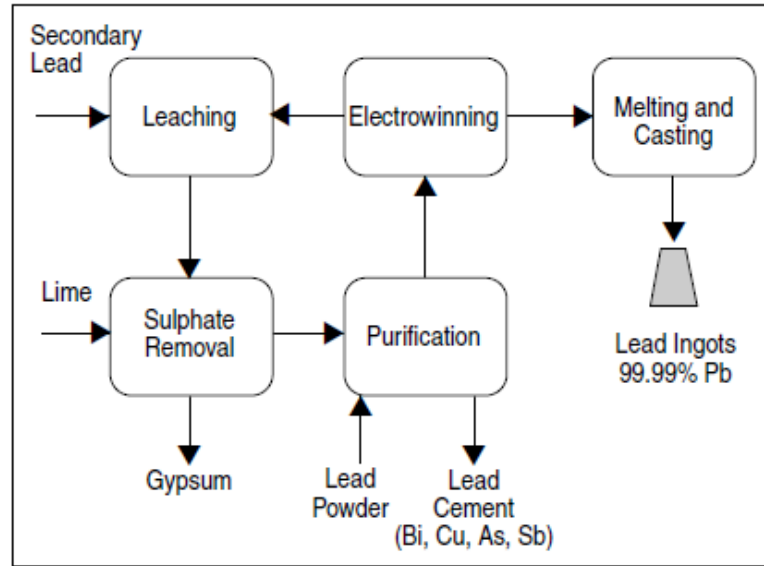 Secondary
Lead
Leaching
Electrowinning
Melting and
Casting
Lime
Sulphate
Removal
Purification
Lead Ingots
99.99% Pb
Gypsum
Lead
Powder
Lead
Cement
(Bi, Cu, As, Sb)